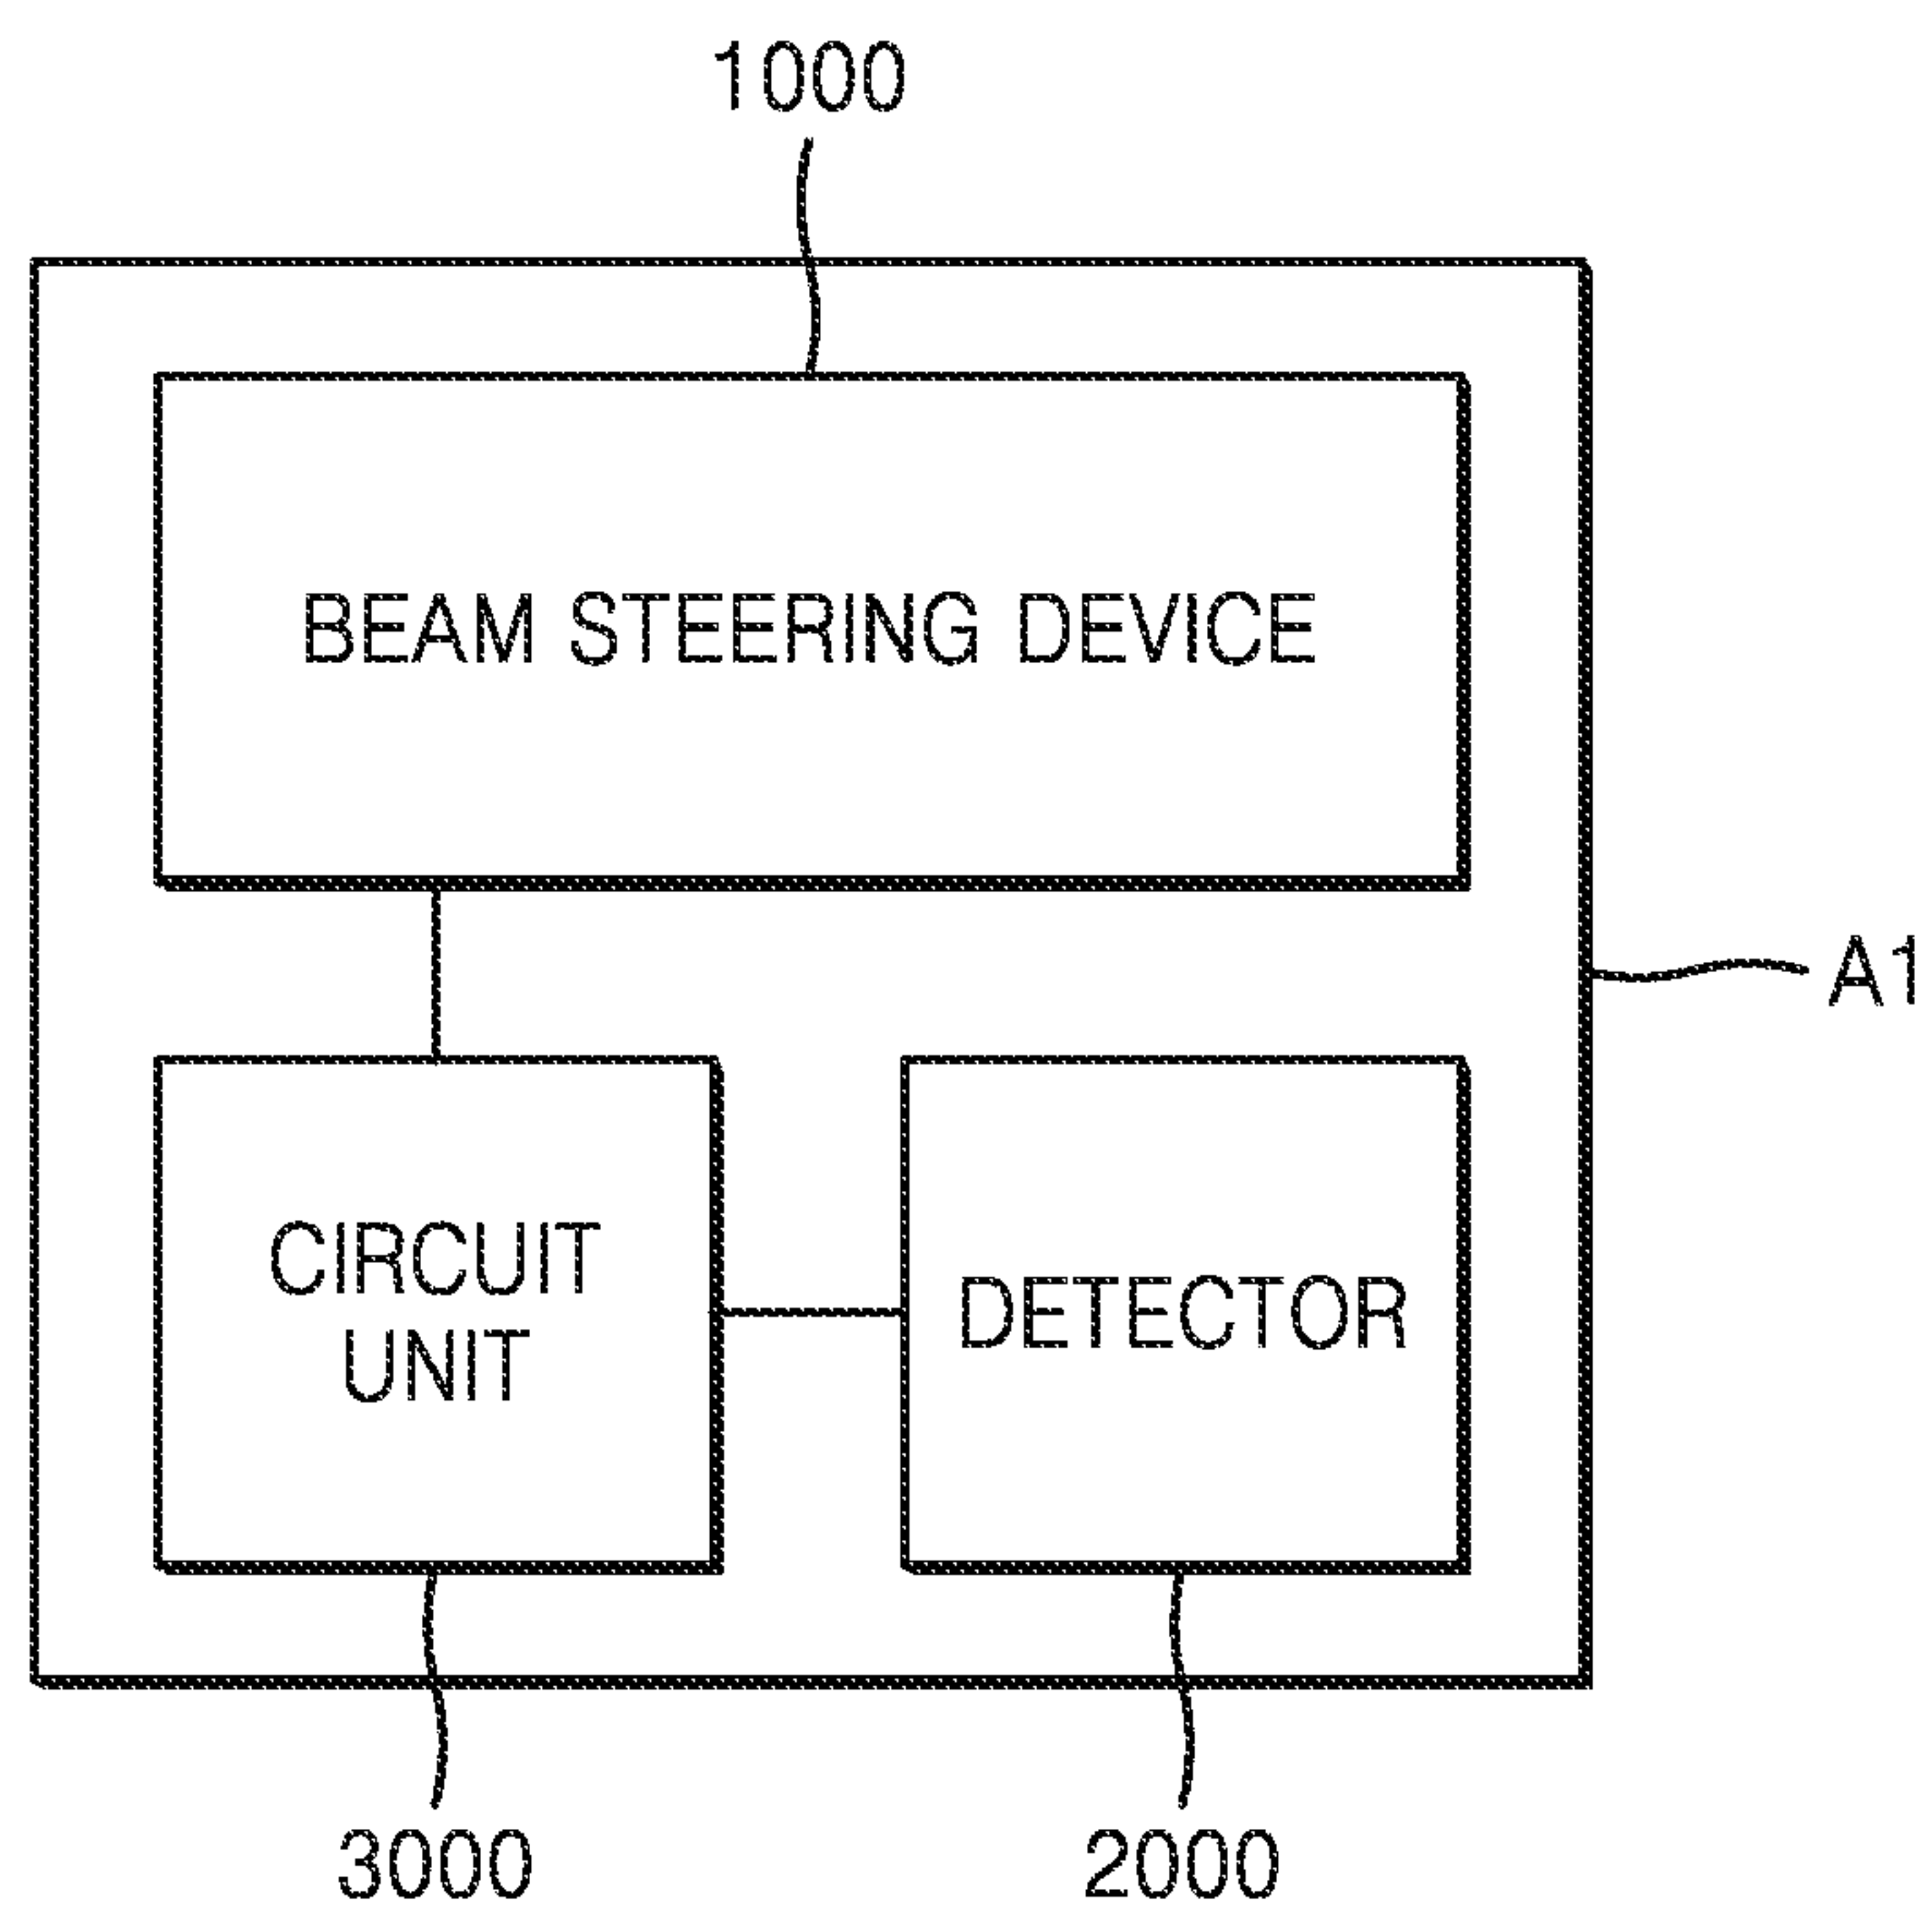 1000
BEAM STEERING DEVICE
A1
CIRCUIT
UNIT
DETECTOR
3000
2000